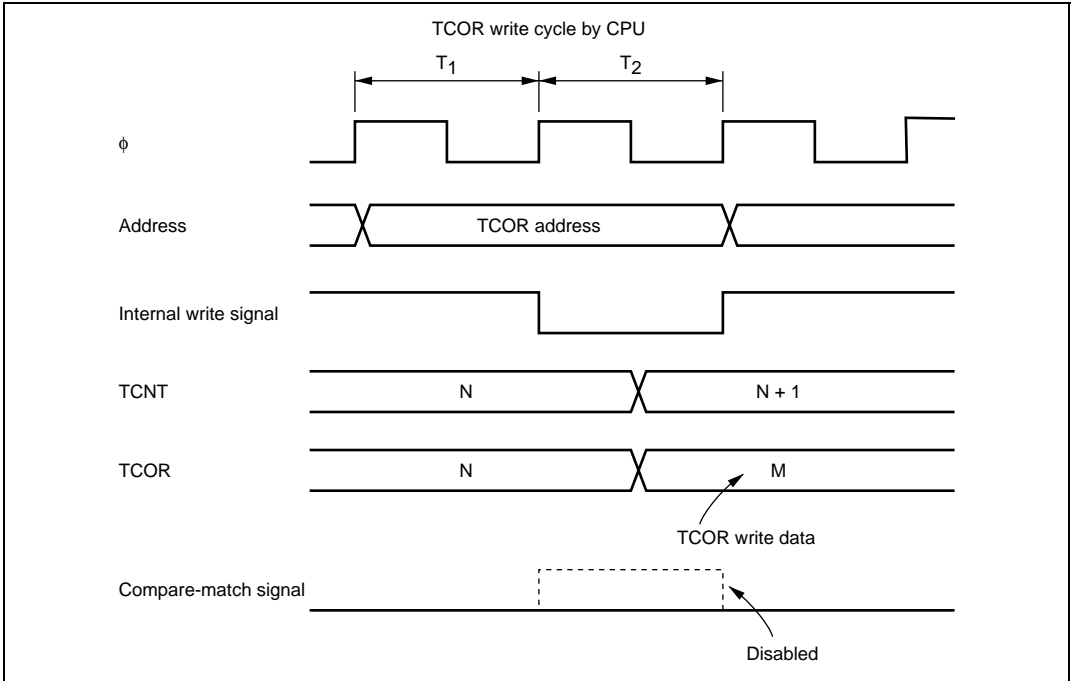 TCOR write cycle by CPU
T1 T2
ϕ
Address TCOR address
Internal write signal
TCNT N N + 1
TCOR N M
TCOR write data
Compare-match signal
Disabled